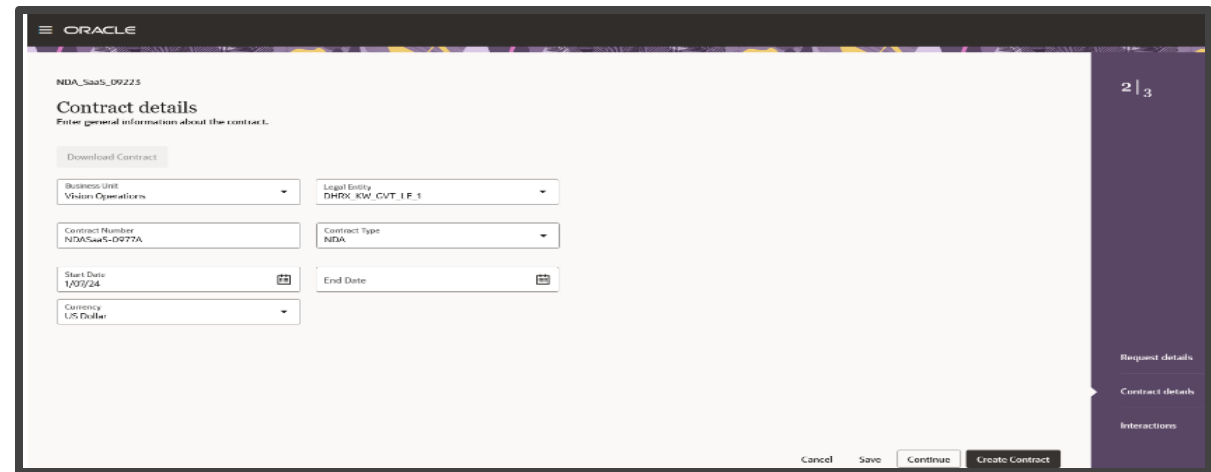 ORACLE
NDA_SaaS_09223
2|3
Contract details
Enter general information about the contract.
Download Contract
Business Unit
Vision Operations
Legal Entity
DHRX_KW_GVT_LE_1
Contract Number
NDASaaS-0977A
Contract Type
NDA
Start Date
1/07/24
End Date
Currency
US Dollar
Request details
Contract details
Interactions
Cancel Save Continue Create Contract